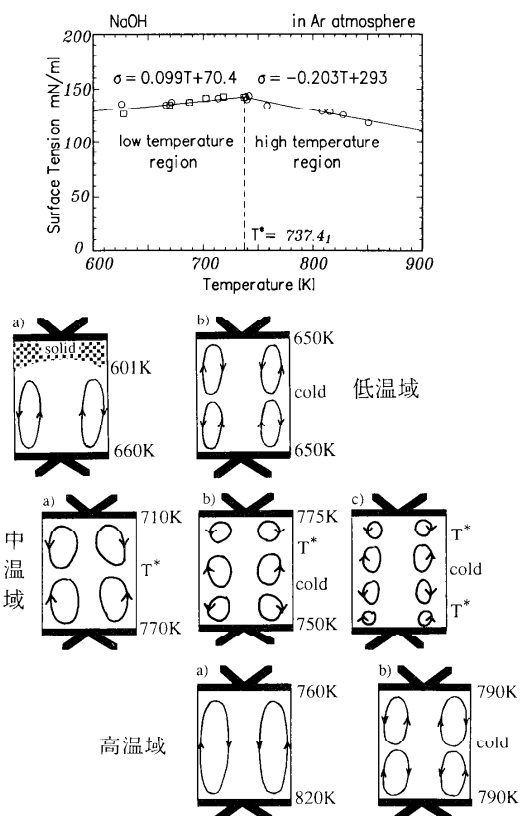 NaOH in Ar atmosphere
Surface Tension mN/ml
200
150
100
50
0
σ = 0.099T+70.4 σ = −0.203T+293
low temperature region
high temperature region
T* = 737.41
600 700 800 900
Temperature [K]
a)
solid
601K
660K
b)
650K
cold
650K
低温域
中温域
a)
710K
T*
770K
b)
775K
T*
cold
750K
c)
T*
cold
T*
高温域
a)
760K
820K
b)
790K
cold
790K